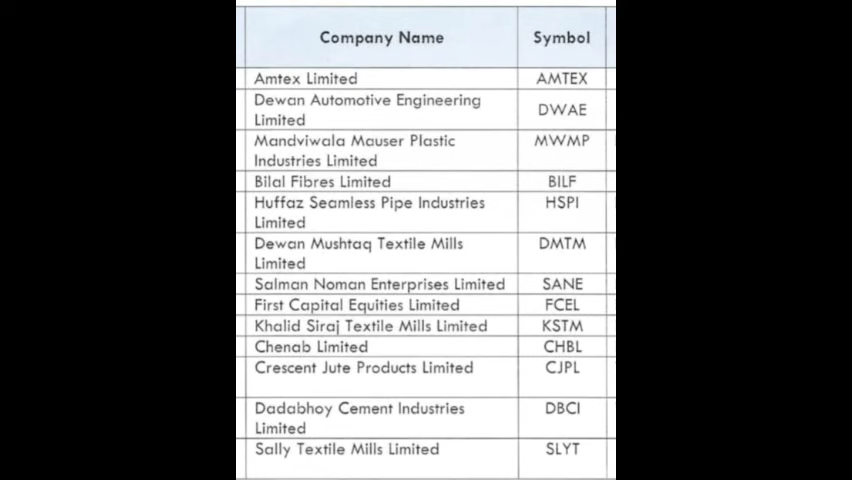 Company Name Symbol
Amtex Limited AMTEX
Dewan Automotive Engineering
Limited DWAE
Mandviwala Mauser Plastic MWMP
Industries Limited
Bilal Fibres Limited BILF
Huffaz Seamless Pipe Industries HSPI
Limited
Dewan Mushtaq Textile Mills DMTM
Limited
Salman Noman Enterprises Limited SANE
First Capital Equities Limited FCEL
Khalid Siraj Textile Mills Limited KSTM
Chenab Limited CHBL
Crescent Jute Products Limited CJPL
Dadabhoy Cement Industries DBCI
Limited
Sally Textile Mills Limited SLYT